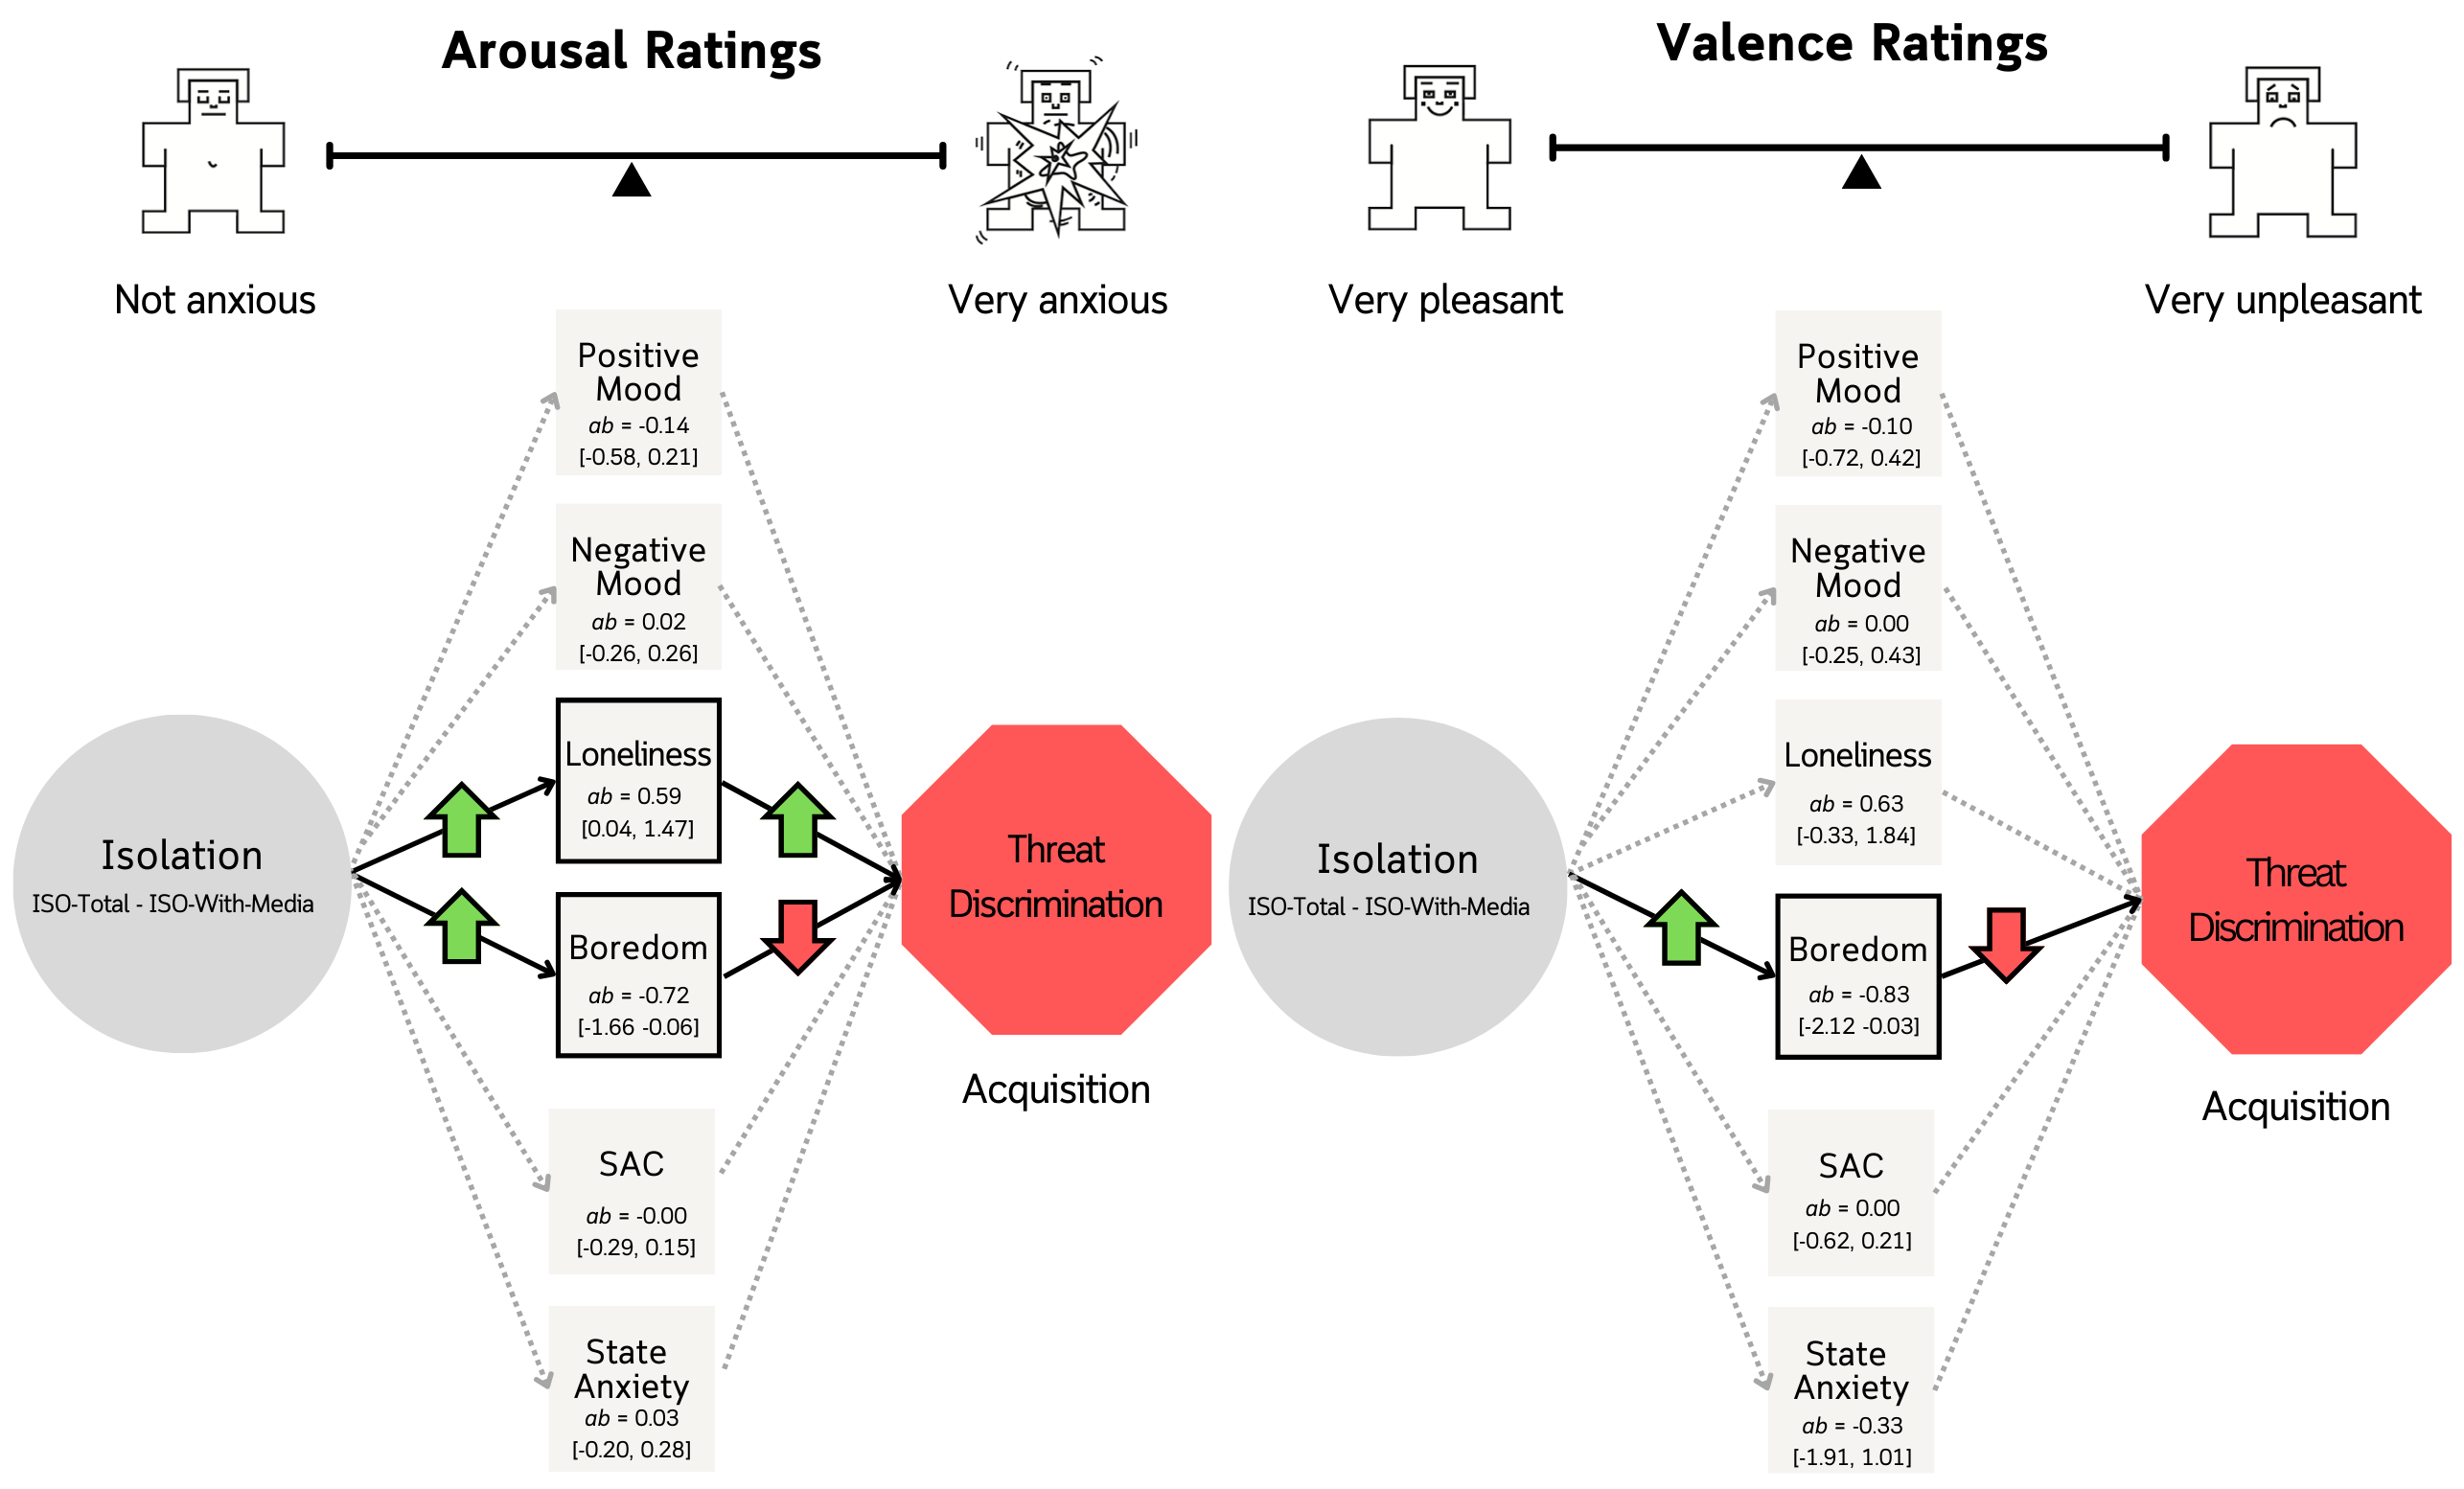 Arousal Ratings
Not anxious
Very anxious
Positive
Mood
ab = -0.14
[-0.58, 0.21]
Negative
Mood
ab = 0.02
[-0.26, 0.26]
Loneliness
ab = 0.59
[0.04, 1.47]
Boredom
ab = -0.72
[-1.66 -0.06]
SAC
ab = -0.00
[-0.29, 0.15]
State
Anxiety
ab = 0.03
[-0.20, 0.28]
Isolation
ISO-Total - ISO-With-Media
Threat
Discrimination
Acquisition
Valence Ratings
Very pleasant
Very unpleasant
Positive
Mood
ab = -0.10
[-0.72, 0.42]
Negative
Mood
ab = 0.00
[-0.25, 0.43]
Loneliness
ab = 0.63
[-0.33, 1.84]
Boredom
ab = -0.83
[-2.12 -0.03]
SAC
ab = 0.00
[-0.62, 0.21]
State
Anxiety
ab = -0.33
[-1.91, 1.01]
Isolation
ISO-Total - ISO-With-Media
Threat
Discrimination
Acquisition